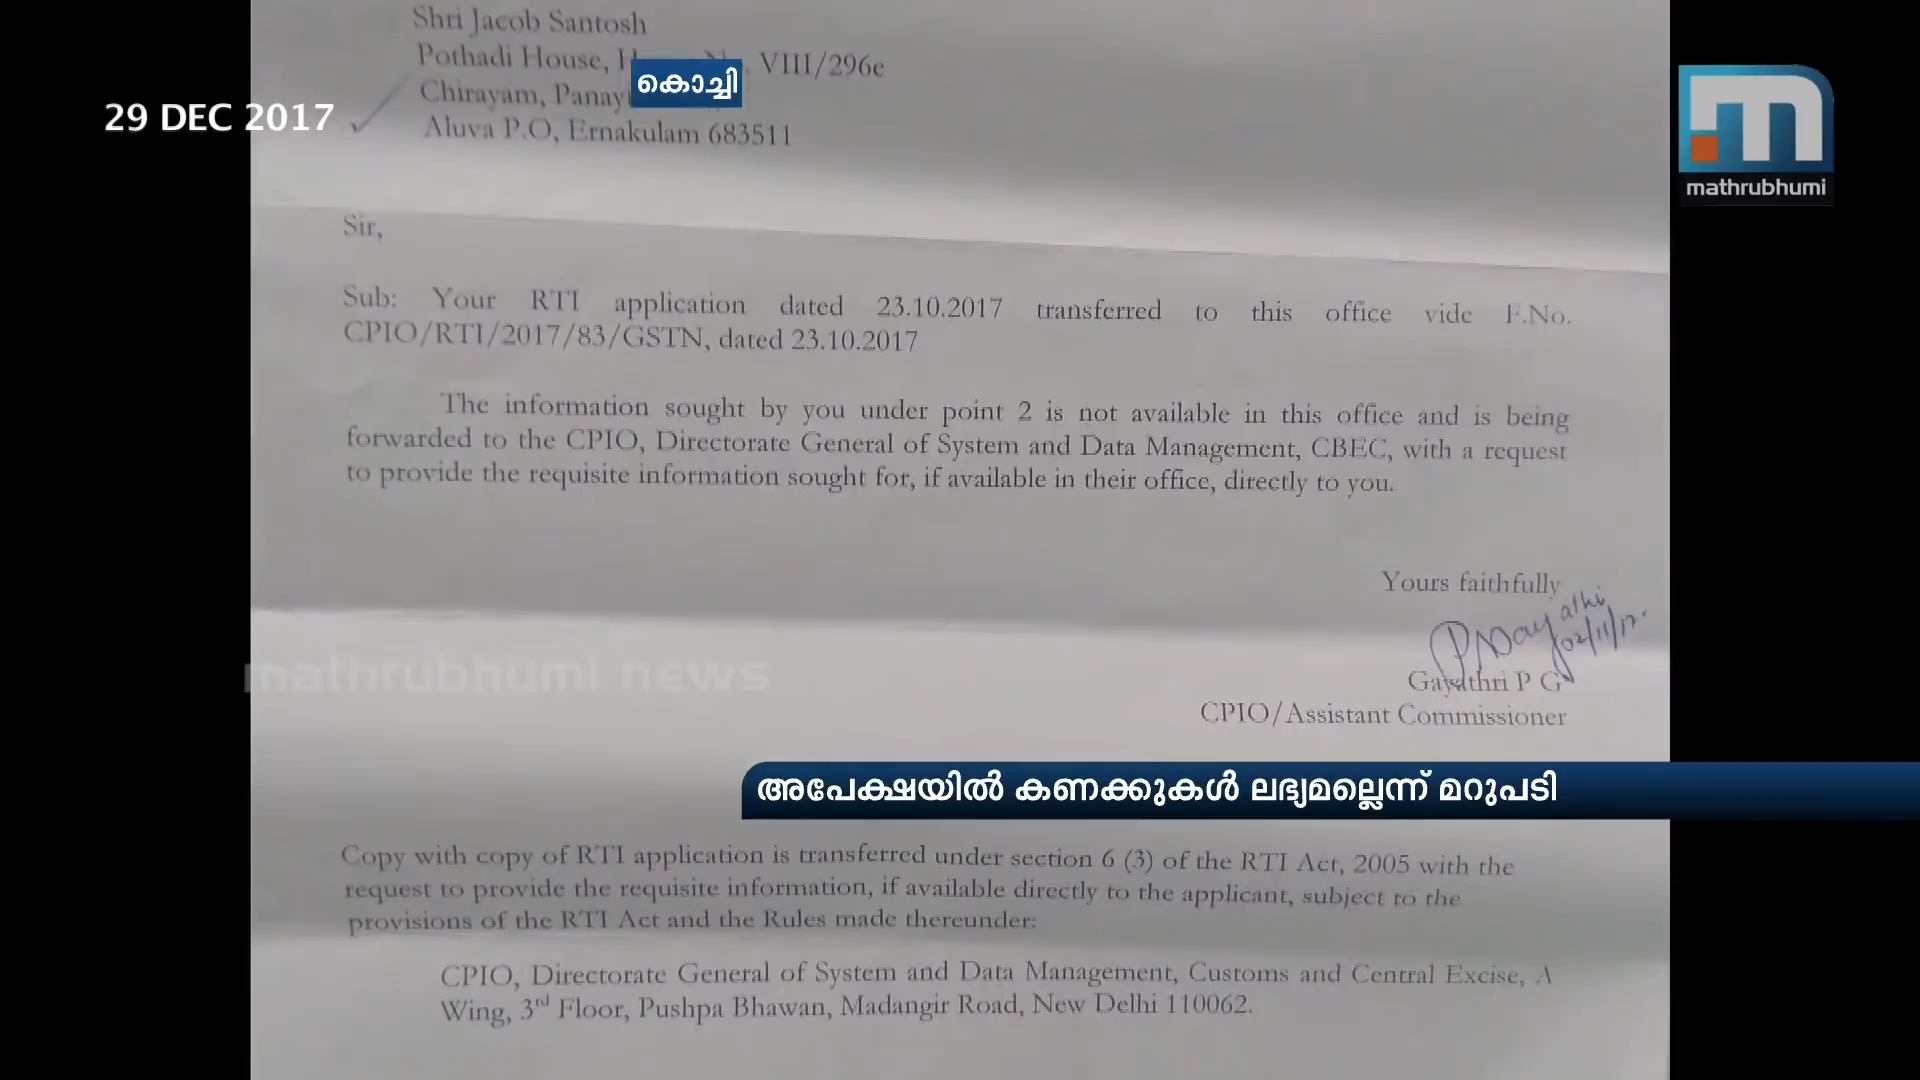 Shri Jacob Santosh
Pothadi House, VIII/296e
കൊച്ചി
Chirayam,
29 DEC 2017
Aluva P.O, Ernakulam 683511
mathrubhumi
Sir,
Sub: Your RTI application dated 23.10.2017 transferred to this office vide F.No.
CPIO/RTI/2017/83/GSTN, dated 23.10.2017
The information sought by you under point 2 is not available in this office and is being
forwarded to the CPIO, Directorate General of System and Data Management, CBEC, with a request
to provide the requisite information sought for, if available in their office, directly to you.
Yours faithfully
02/11/17.
mathrubhumi news
Gayathri P G
CPIO/Assistant Commissioner
അപേക്ഷയിൽ കണക്കുകൾ ലഭ്യമല്ലെന്ന് മറുപടി
Copy with copy of RTI application is transferred under section 6 (3) of the RTI Act, 2005 with the
request to provide the requisite information, if available directly to the applicant, subject to the
provisions of the RTI Act and the Rules made thereunder:
CPIO, Directorate General of System and Data Management, Customs and Central Excise, A
Wing, 3rd Floor, Pushpa Bhawan, Madangir Road, New Delhi 110062.